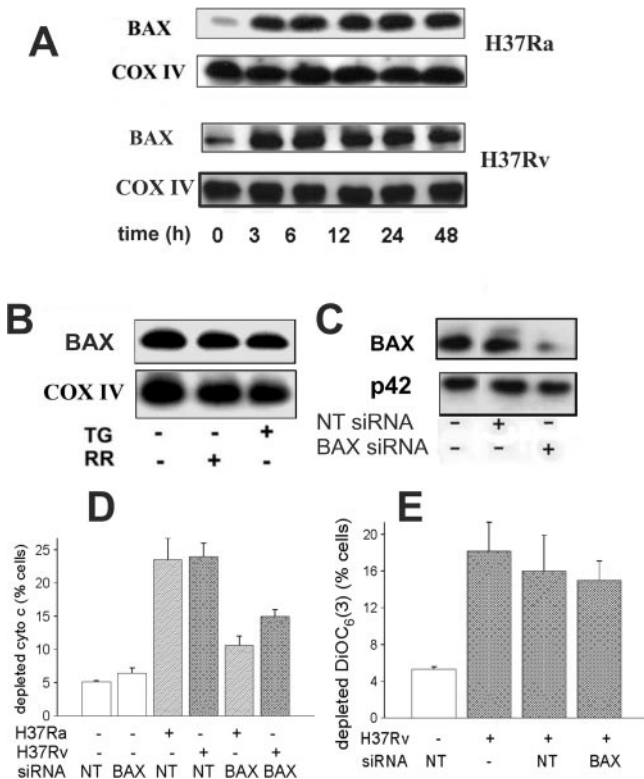 A
BAX
COX IV
H37Ra
BAX
COX IV
H37Rv
time (h) 0 3 6 12 24 48
B
BAX
COX IV
TG - - +
RR - + -
C
BAX
p42
NT siRNA - + -
BAX siRNA - - +
D
depleted cyto c (% cells)
25
20
15
10
5
0
H37Ra - - + - + -
H37Rv - - - + - +
siRNA NT BAX NT NT BAX BAX
E
depleted DiOC6(3) (% cells)
20
16
12
8
4
0
H37Rv - + + +
siRNA NT - NT BAX